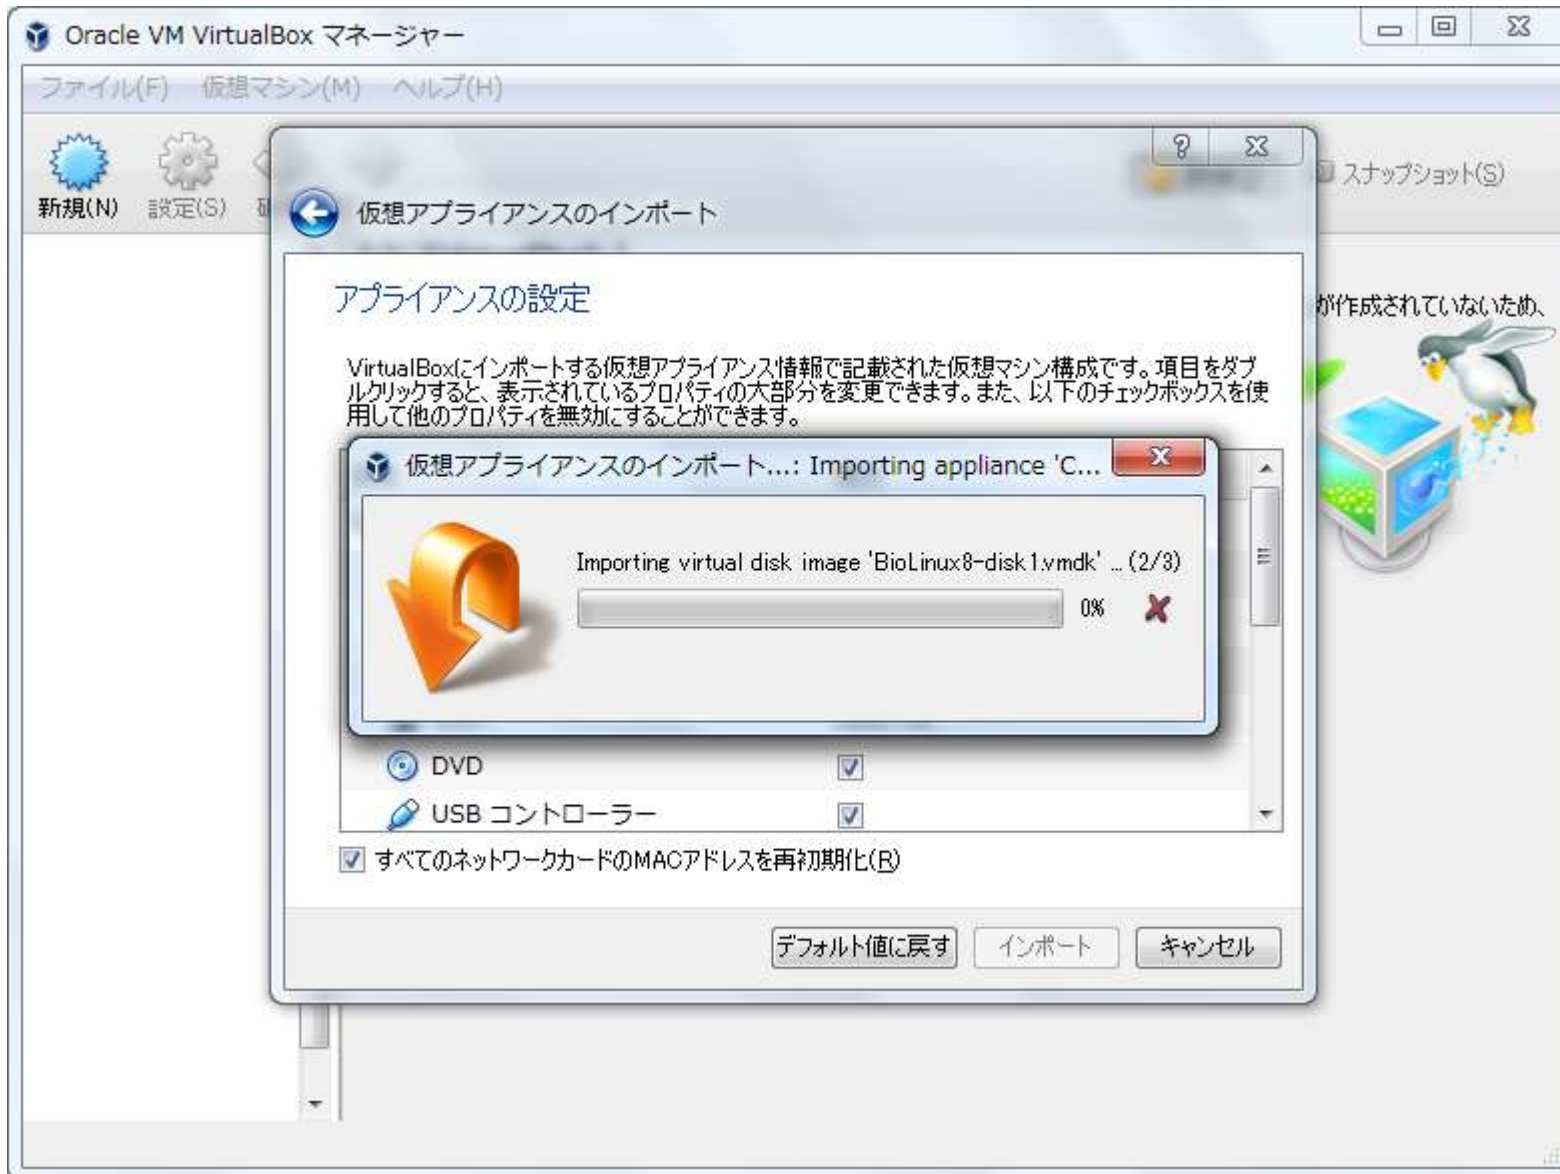 Oracle VM VirtualBox マネージャー
ファイル(F) 仮想マシン(M) ヘルプ(H)
新規(N) 設定(S)
スナップショット(S)
仮想アプライアンスのインポート
アプライアンスの設定
が作成されていないため、
VirtualBoxにインポートする仮想アプライアンス情報で記載された仮想マシン構成です。項目をダブ
ルクリックすると、表示されているプロパティの大部分を変更できます。また、以下のチェックボックスを使
用して他のプロパティを無効にすることができます。
仮想アプライアンスのインポート...: Importing appliance 'C...
Importing virtual disk image 'BioLinux8-disk1.vmdk' ... (2/3)
0%
DVD
USB コントローラー
すべてのネットワークカードのMACアドレスを再初期化(R)
デフォルト値に戻す インポート キャンセル